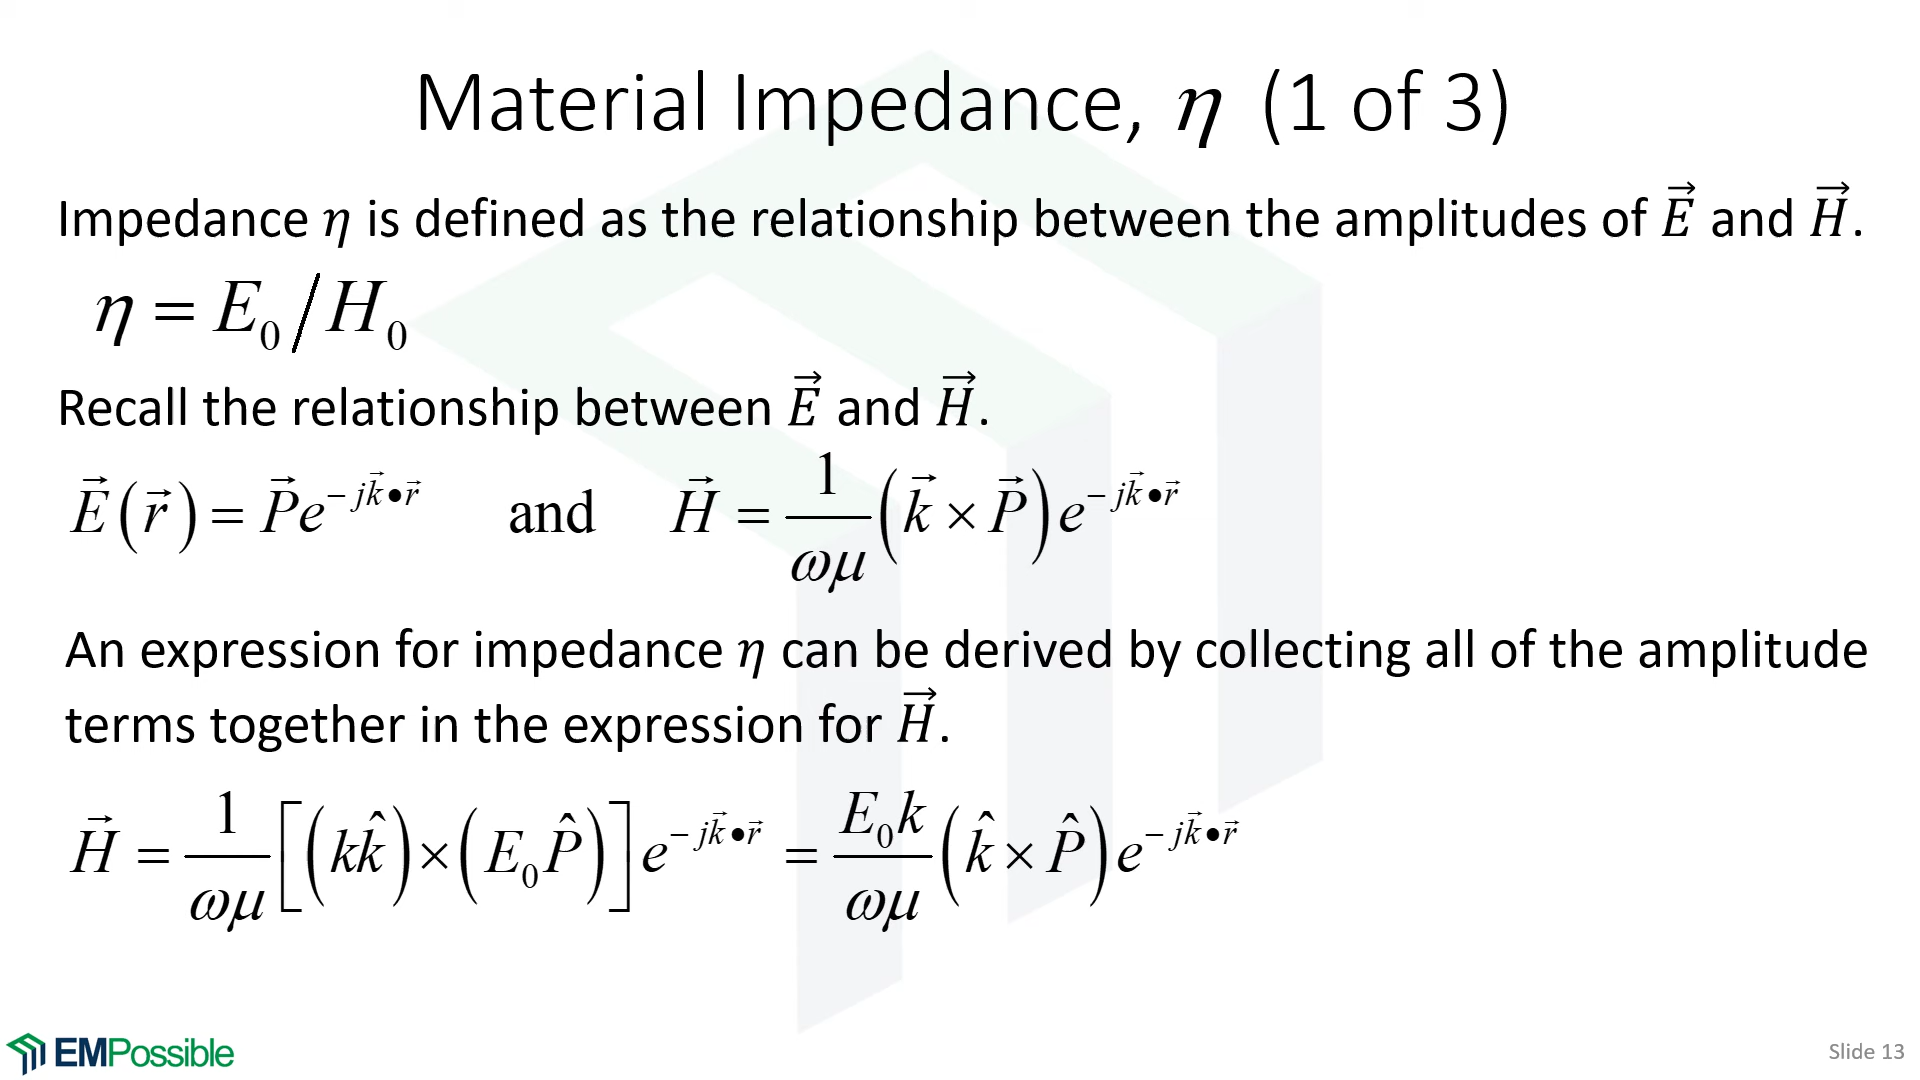 Material Impedance, η (1 of 3)
Impedance η is defined as the relationship between the amplitudes of E⃗ and H⃗.
η = E₀/H₀
Recall the relationship between E⃗ and H⃗.
E⃗(r⃗) = P⃗e^{−jk⃗•r⃗} and H⃗ = 1/ωμ (k⃗ × P⃗) e^{−jk⃗•r⃗}
An expression for impedance η can be derived by collecting all of the amplitude
terms together in the expression for H⃗.
H⃗ = 1/ωμ [(kk̂) × (E₀P̂)] e^{−jk⃗•r⃗} = E₀k/ωμ (k̂ × P̂) e^{−jk⃗•r⃗}
EMPossible
Slide 13